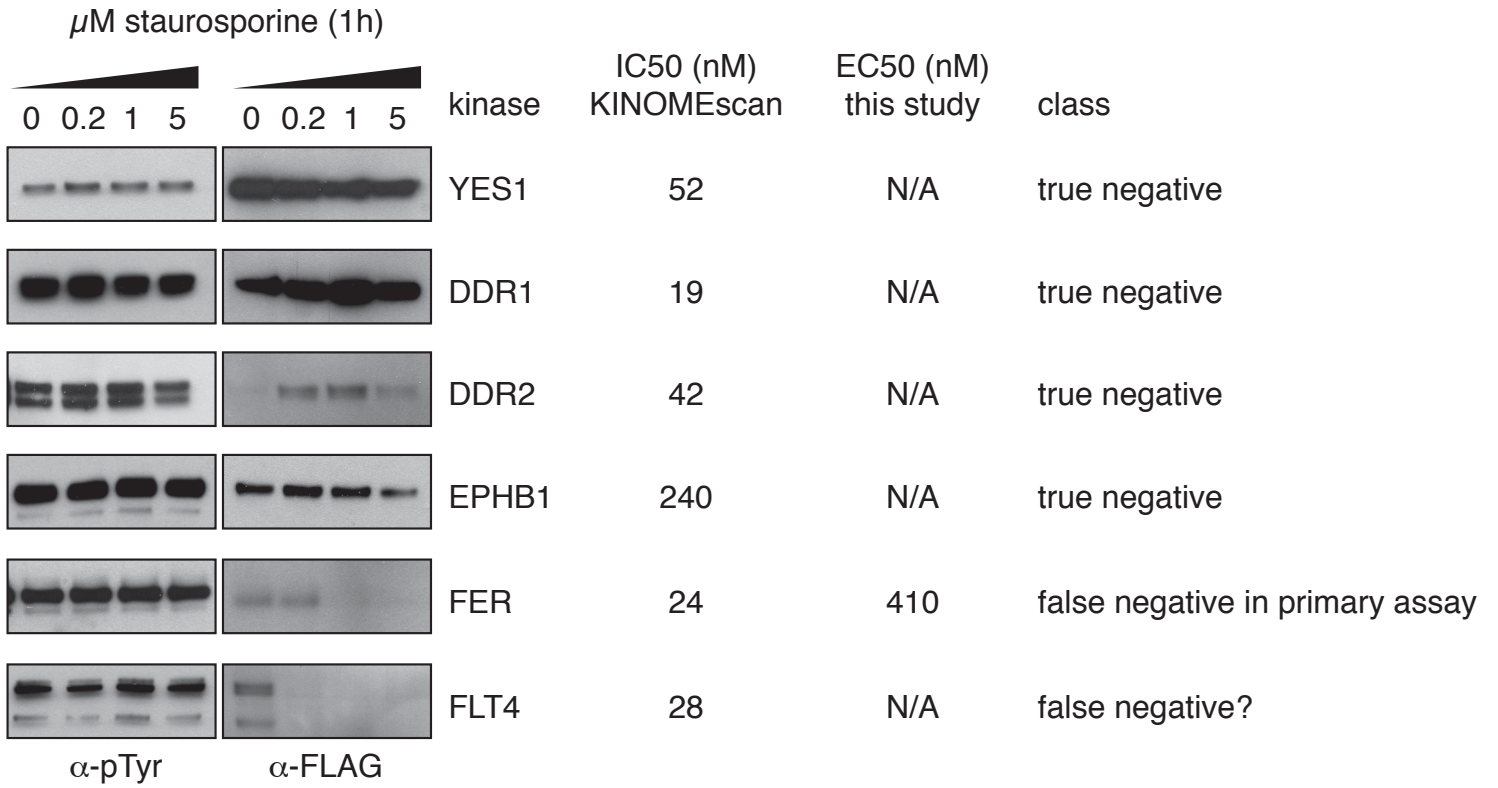 µM staurosporine (1h)
0 0.2 1 5 0 0.2 1 5
kinase IC50 (nM) KINOMEscan EC50 (nM) this study class
YES1 52 N/A true negative
DDR1 19 N/A true negative
DDR2 42 N/A true negative
EPHB1 240 N/A true negative
FER 24 410 false negative in primary assay
FLT4 28 N/A false negative?
α-pTyr α-FLAG